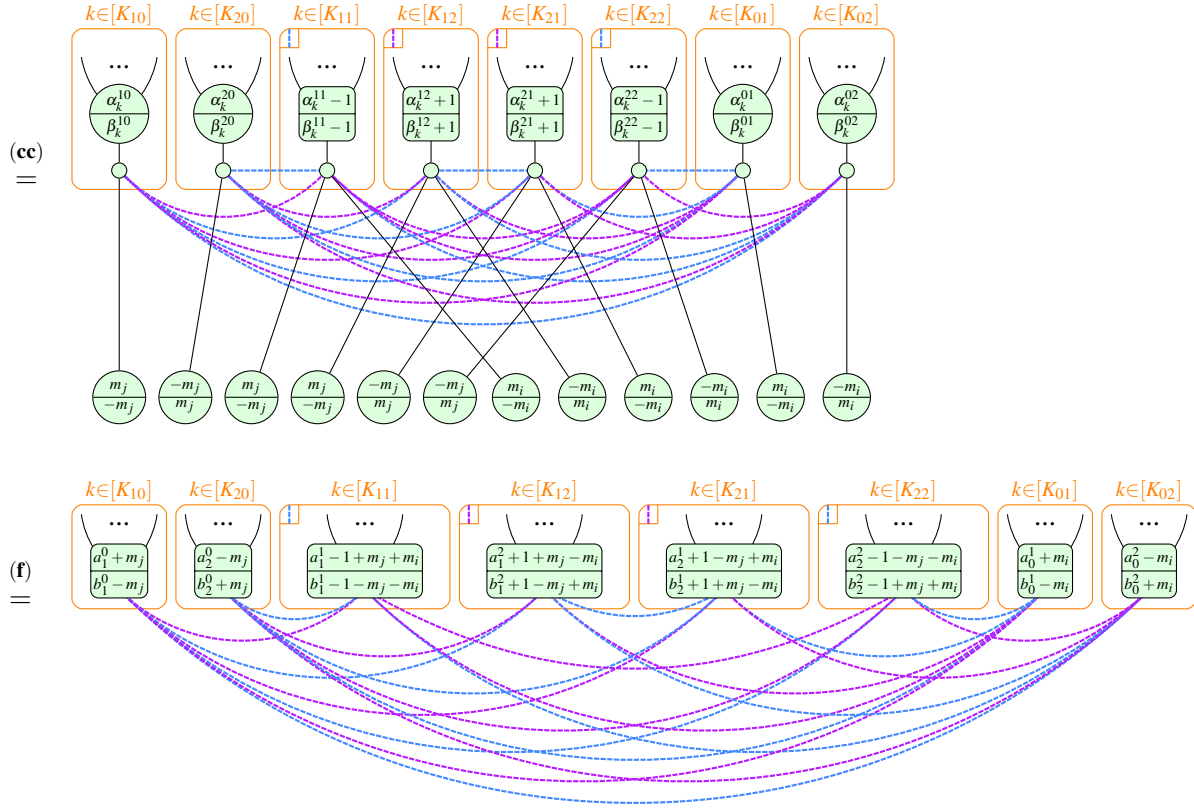 k∈[K₁₀] k∈[K₂₀] k∈[K₁₁] k∈[K₁₂] k∈[K₂₁] k∈[K₂₂] k∈[K₀₁] k∈[K₀₂]
... ... ... ... ... ... ... ...
α_k^{10} α_k^{20} α_k^{11} − 1 α_k^{12} + 1 α_k^{21} + 1 α_k^{22} − 1 α_k^{01} α_k^{02}
β_k^{10} β_k^{20} β_k^{11} − 1 β_k^{12} + 1 β_k^{21} + 1 β_k^{22} − 1 β_k^{01} β_k^{02}
(cc)
=
m_j −m_j m_j m_j −m_j −m_j m_i −m_i m_i −m_i m_i −m_i
−m_j m_j −m_j −m_j m_j m_j −m_i m_i −m_i m_i −m_i m_i
k∈[K₁₀] k∈[K₂₀] k∈[K₁₁] k∈[K₁₂] k∈[K₂₁] k∈[K₂₂] k∈[K₀₁] k∈[K₀₂]
... ... ... ... ... ... ... ...
a_1^0 + m_j a_2^0 − m_j a_1^1 − 1 + m_j + m_i a_1^2 + 1 + m_j − m_i a_2^1 + 1 − m_j + m_i a_2^2 − 1 − m_j − m_i a_0^1 + m_i a_0^2 − m_i
b_1^0 − m_j b_2^0 + m_j b_1^1 − 1 − m_j − m_i b_1^2 + 1 − m_j + m_i b_2^1 + 1 + m_j − m_i b_2^2 − 1 + m_j + m_i b_0^1 − m_i b_0^2 + m_i
(f)
=